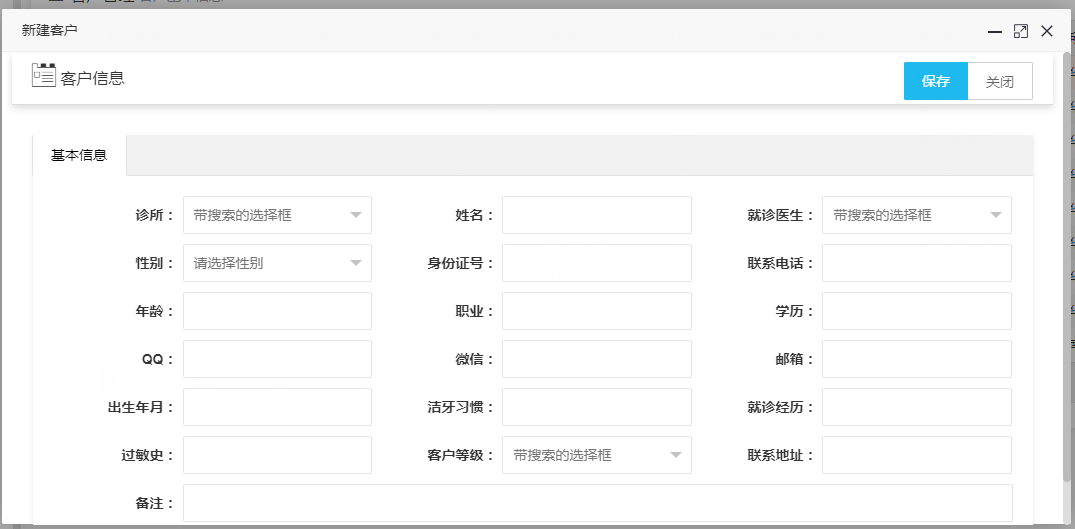 新建客户
客户信息
保存 关闭
基本信息
诊所： 带搜索的选择框 姓名： 就诊医生： 带搜索的选择框
性别： 请选择性别 身份证号： 联系电话：
年龄： 职业： 学历：
QQ： 微信： 邮箱：
出生年月： 洁牙习惯： 就诊经历：
过敏史： 客户等级： 带搜索的选择框 联系地址：
备注：